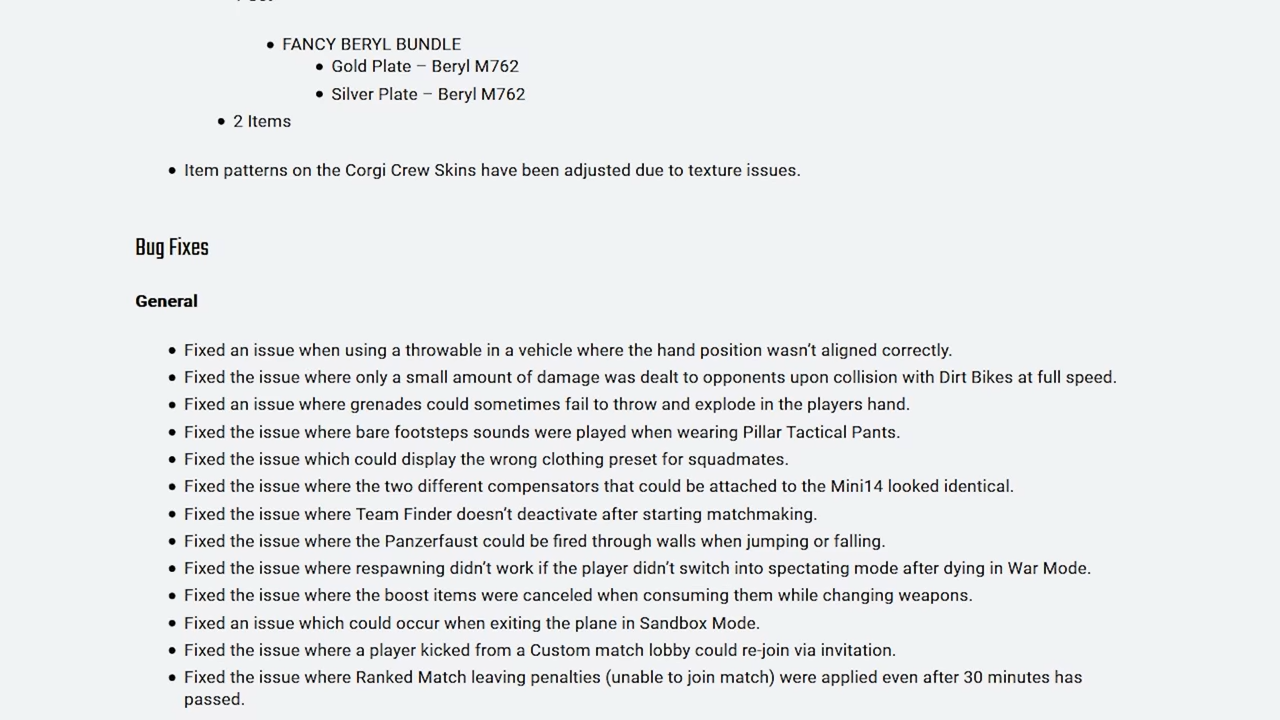 FANCY BERYL BUNDLE
Gold Plate – Beryl M762
Silver Plate – Beryl M762
2 Items
Item patterns on the Corgi Crew Skins have been adjusted due to texture issues.
Bug Fixes
General
Fixed an issue when using a throwable in a vehicle where the hand position wasn’t aligned correctly.
Fixed the issue where only a small amount of damage was dealt to opponents upon collision with Dirt Bikes at full speed.
Fixed an issue where grenades could sometimes fail to throw and explode in the players hand.
Fixed the issue where bare footsteps sounds were played when wearing Pillar Tactical Pants.
Fixed the issue which could display the wrong clothing preset for squadmates.
Fixed the issue where the two different compensators that could be attached to the Mini14 looked identical.
Fixed the issue where Team Finder doesn’t deactivate after starting matchmaking.
Fixed the issue where the Panzerfaust could be fired through walls when jumping or falling.
Fixed the issue where respawning didn’t work if the player didn’t switch into spectating mode after dying in War Mode.
Fixed the issue where the boost items were canceled when consuming them while changing weapons.
Fixed an issue which could occur when exiting the plane in Sandbox Mode.
Fixed the issue where a player kicked from a Custom match lobby could re-join via invitation.
Fixed the issue where Ranked Match leaving penalties (unable to join match) were applied even after 30 minutes has
passed.